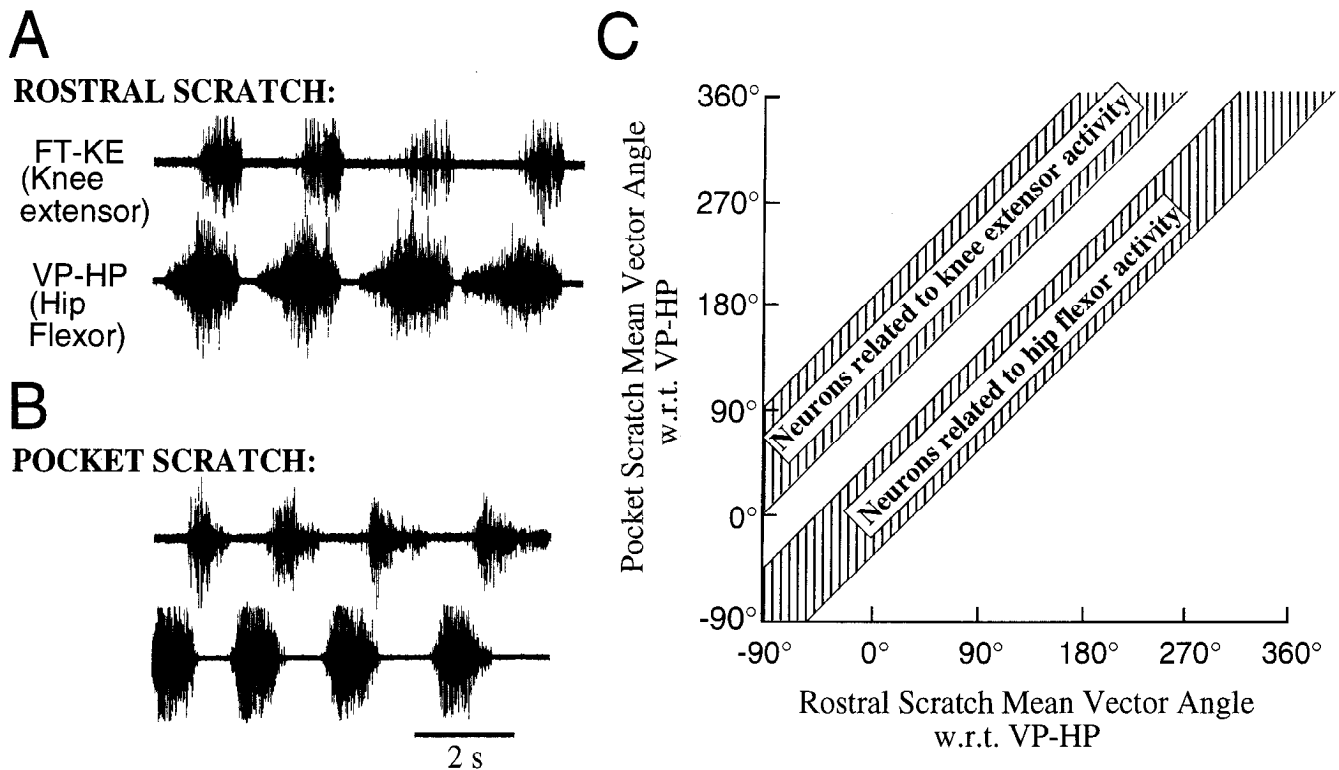 A
ROSTRAL SCRATCH:
FT-KE
(Knee
extensor)
VP-HP
(Hip
Flexor)
B
POCKET SCRATCH:
2 s
C
Pocket Scratch Mean Vector Angle
w.r.t. VP-HP
360°
270°
180°
90°
0°
-90°
Neurons related to knee extensor activity
Neurons related to hip flexor activity
-90° 0° 90° 180° 270° 360°
Rostral Scratch Mean Vector Angle
w.r.t. VP-HP